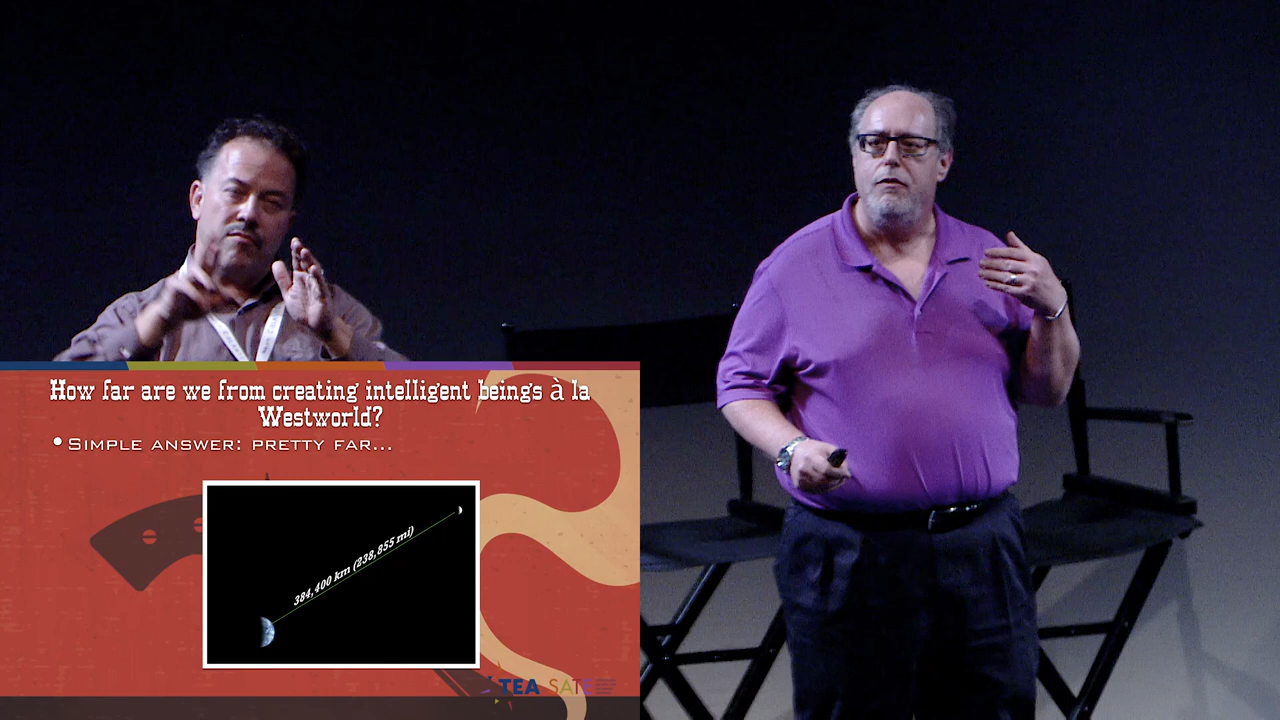 How far are we from creating intelligent beings à la
Westworld?
• Simple answer: pretty far...
384,400 km (238,855 mi)
TEA SATE